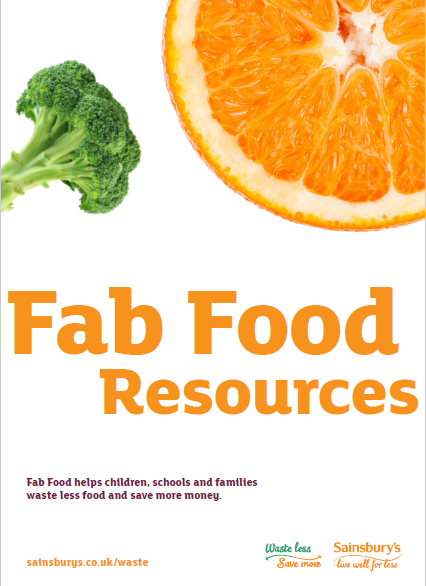 Fab Food
Resources
Fab Food helps children, schools and families
waste less food and save more money.
sainsburys.co.uk/waste
Waste less
Save more
Sainsbury's
live well for less